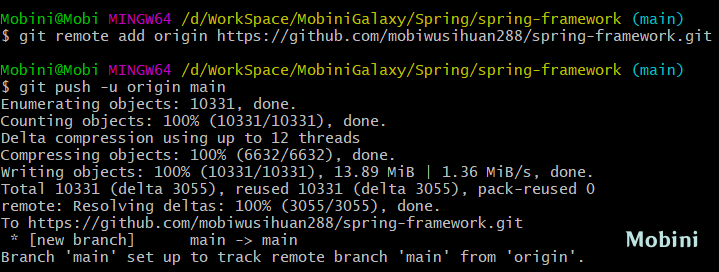 Mobini@Mobi MINGW64 /d/WorkSpace/MobiniGalaxy/Spring/spring-framework (main)
$ git remote add origin https://github.com/mobiwusihuan288/spring-framework.git
Mobini@Mobi MINGW64 /d/WorkSpace/MobiniGalaxy/Spring/spring-framework (main)
$ git push -u origin main
Enumerating objects: 10331, done.
Counting objects: 100% (10331/10331), done.
Delta compression using up to 12 threads
Compressing objects: 100% (6632/6632), done.
Writing objects: 100% (10331/10331), 13.89 MiB | 1.36 MiB/s, done.
Total 10331 (delta 3055), reused 10331 (delta 3055), pack-reused 0
remote: Resolving deltas: 100% (3055/3055), done.
To https://github.com/mobiwusihuan288/spring-framework.git
 * [new branch]      main -> main
Branch 'main' set up to track remote branch 'main' from 'origin'.
Mobini